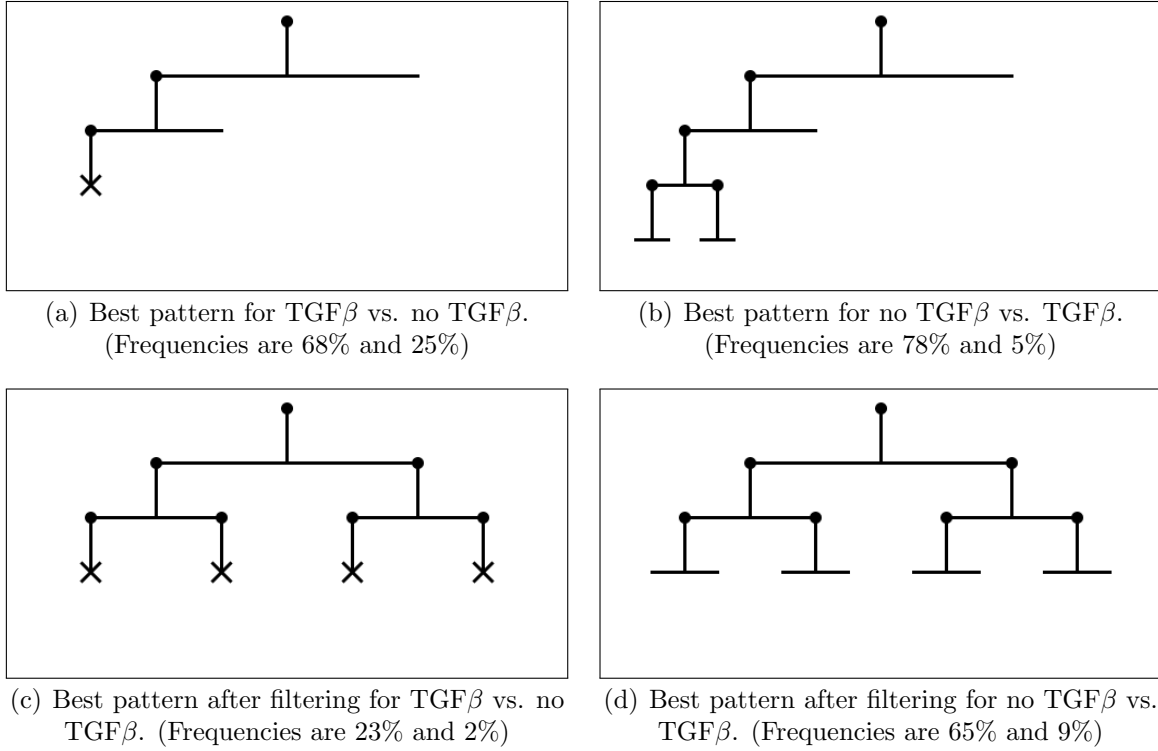 (a) Best pattern for TGFβ vs. no TGFβ.
(Frequencies are 68% and 25%)
(b) Best pattern for no TGFβ vs. TGFβ.
(Frequencies are 78% and 5%)
(c) Best pattern after filtering for TGFβ vs. no
TGFβ. (Frequencies are 23% and 2%)
(d) Best pattern after filtering for no TGFβ vs.
TGFβ. (Frequencies are 65% and 9%)